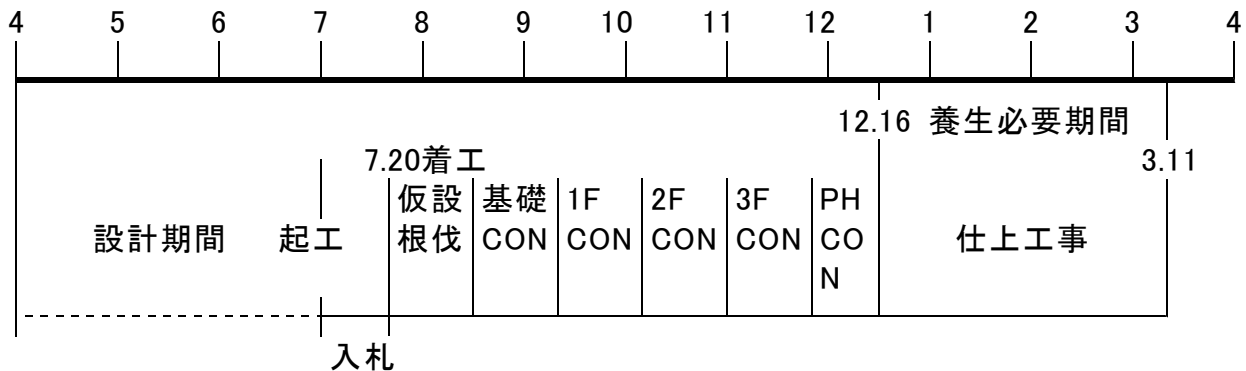 4 5 6 7 8 9 10 11 12 1 2 3 4
12.16 養生必要期間
7.20着工 3.11
仮設 基礎 1F 2F 3F PH
設計期間 起工 根伐 CON CON CON CON CO 仕上工事
N
入札